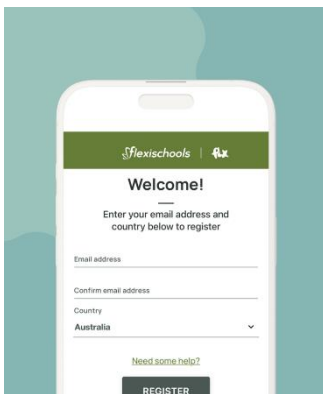 flexischools | flx
Welcome!
Enter your email address and
country below to register
Email address
Confirm email address
Country
Australia
Need some help?
REGISTER